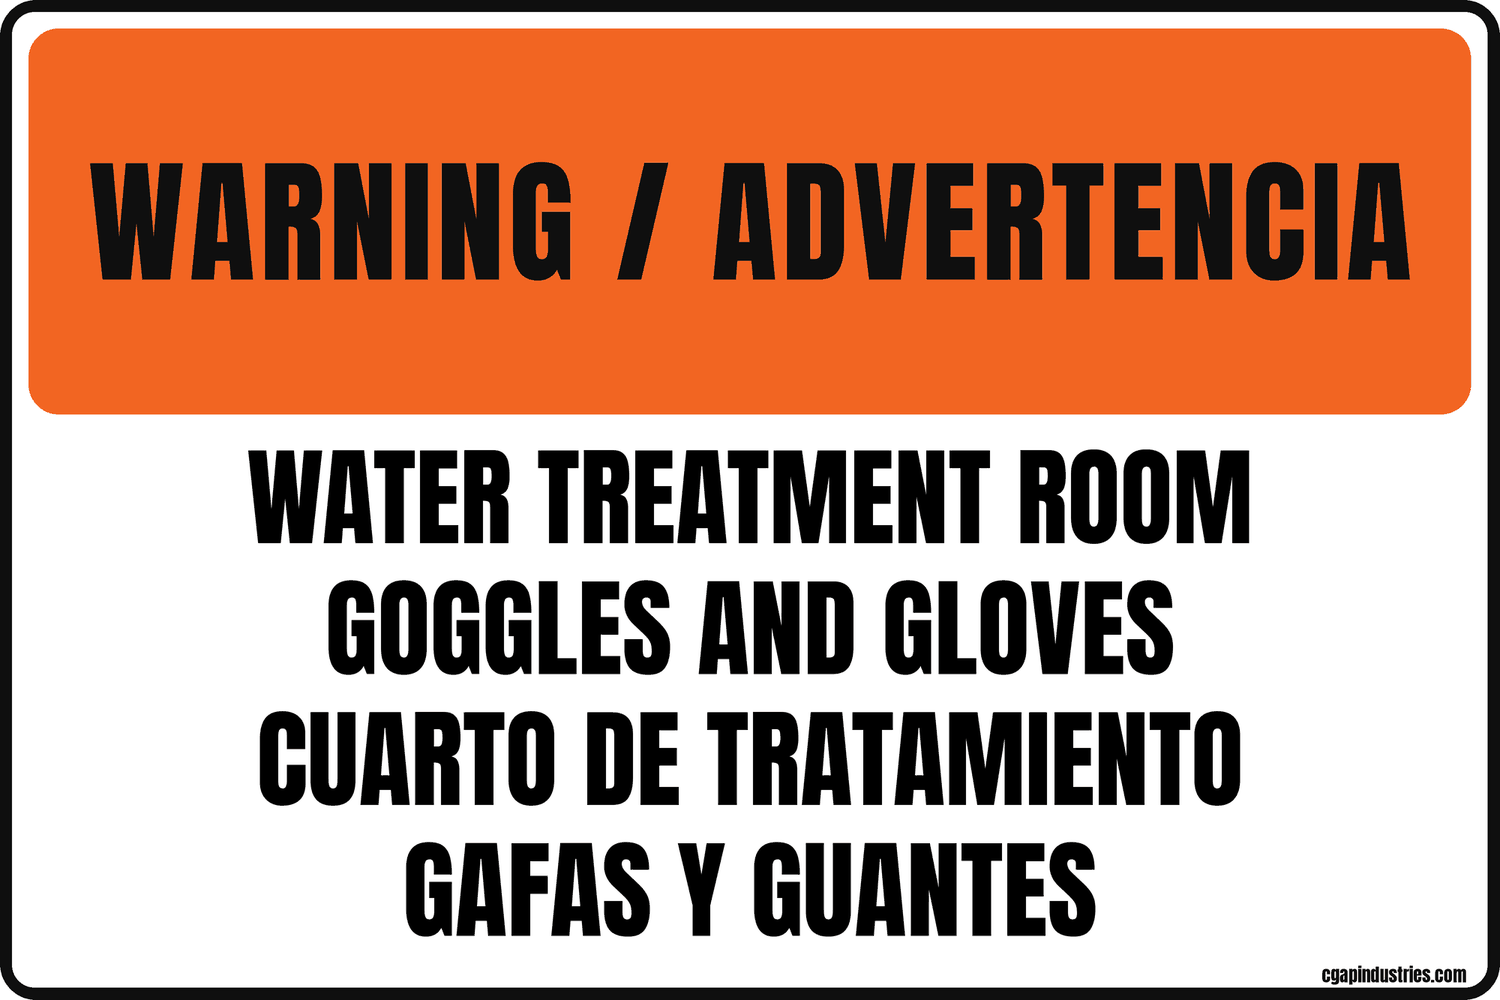 WARNING / ADVERTENCIA
WATER TREATMENT ROOM
GOGGLES AND GLOVES
CUARTO DE TRATAMIENTO
GAFAS Y GUANTES
cgapindustries.com